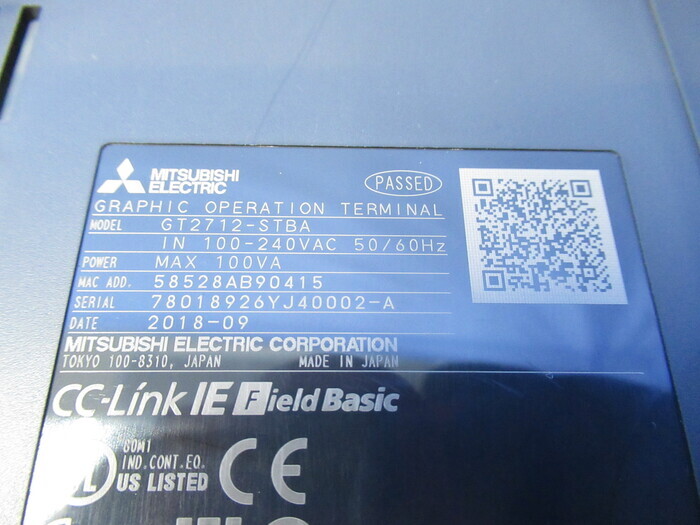 MITSUBISHI
ELECTRIC
PASSED
GRAPHIC OPERATION TERMINAL
MODEL GT2712-STBA
IN 100-240VAC 50/60Hz
POWER MAX 100VA
MAC ADD. 58528AB90415
SERIAL 78018926YJ40002-A
DATE 2018-09
MITSUBISHI ELECTRIC CORPORATION
TOKYO 100-8310, JAPAN MADE IN JAPAN
CC-Link IE Field Basic
80M1
IND.CONT.EQ.
UL US LISTED CE